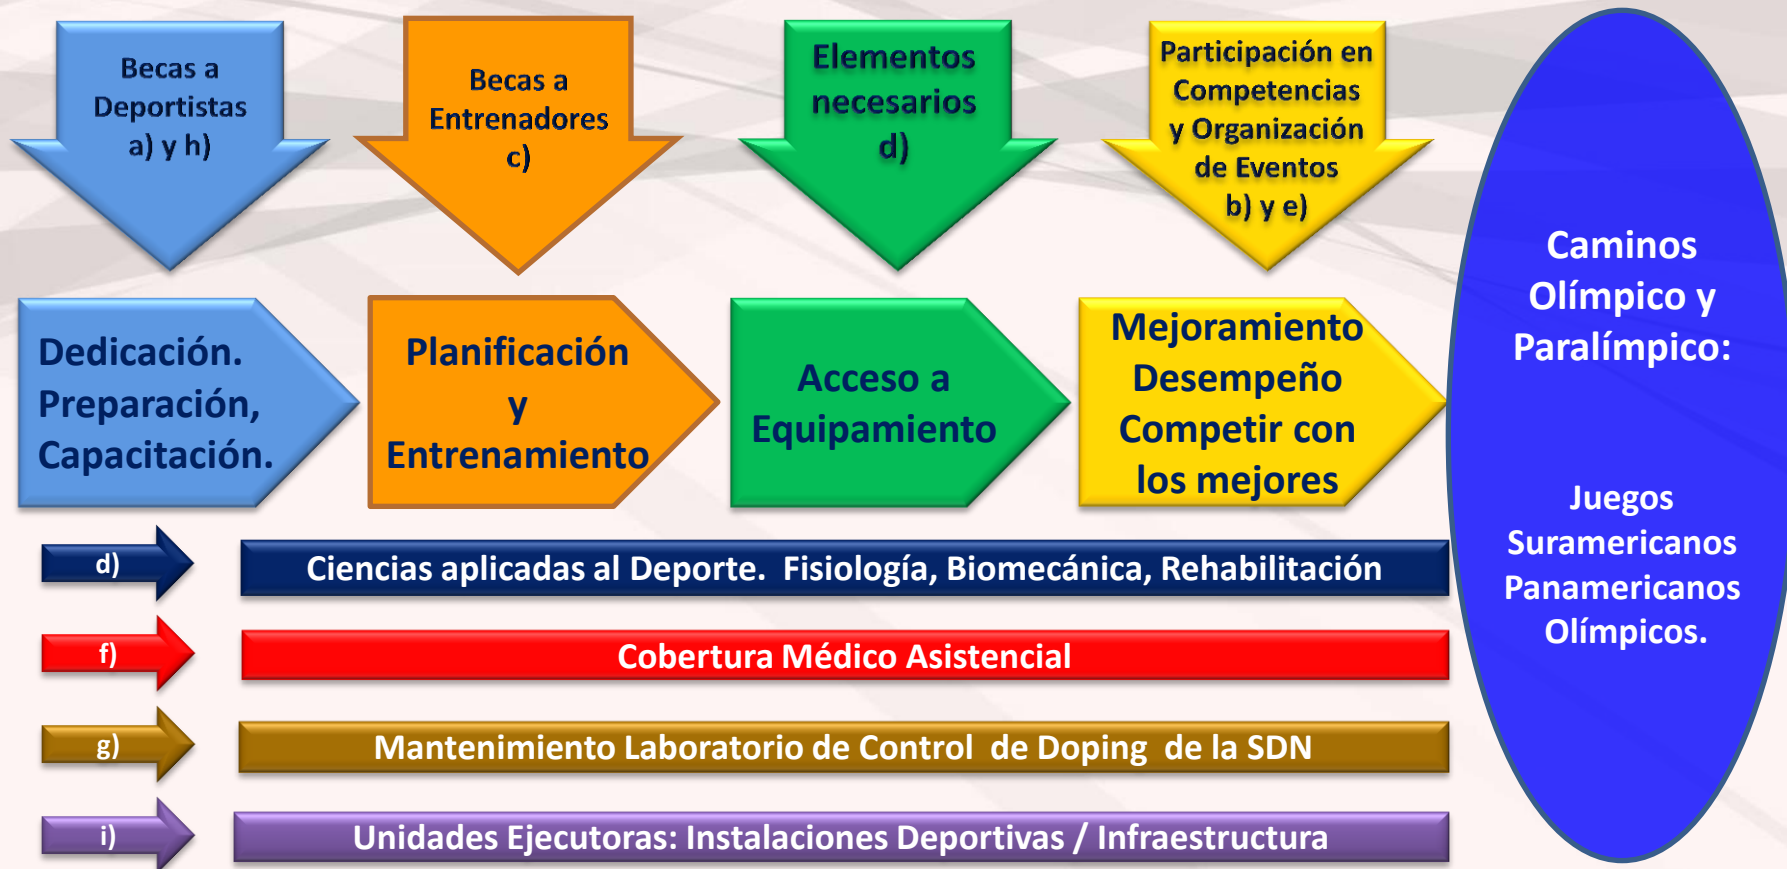 Becas a
Deportistas
a) y h)
Becas a
Entrenadores
c)
Elementos
necesarios
d)
Participación en
Competencias
y Organización
de Eventos
b) y e)
Dedicación.
Preparación,
Capacitación.
Planificación
y
Entrenamiento
Acceso a
Equipamiento
Mejoramiento
Desempeño
Competir con
los mejores
Caminos
Olímpico y
Paralímpico:
Juegos
Suramericanos
Panamericanos
Olímpicos.
d)
Ciencias aplicadas al Deporte. Fisiología, Biomecánica, Rehabilitación
f)
Cobertura Médico Asistencial
g)
Mantenimiento Laboratorio de Control de Doping de la SDN
i)
Unidades Ejecutoras: Instalaciones Deportivas / Infraestructura